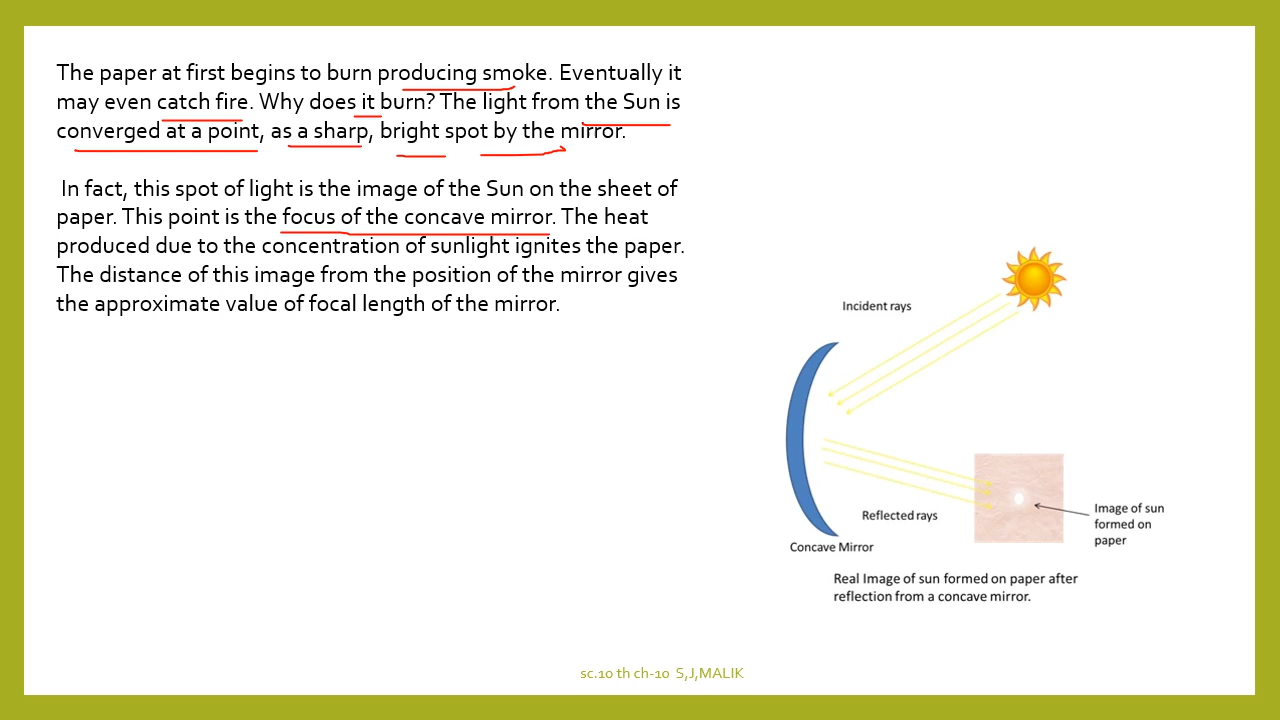 The paper at first begins to burn producing smoke. Eventually it
may even catch fire. Why does it burn? The light from the Sun is
converged at a point, as a sharp, bright spot by the mirror.
In fact, this spot of light is the image of the Sun on the sheet of
paper. This point is the focus of the concave mirror. The heat
produced due to the concentration of sunlight ignites the paper.
The distance of this image from the position of the mirror gives
the approximate value of focal length of the mirror.
Incident rays
Reflected rays
Image of sun
formed on
paper
Concave Mirror
Real Image of sun formed on paper after
reflection from a concave mirror.
sc.10 th ch-10 S,J,MALIK